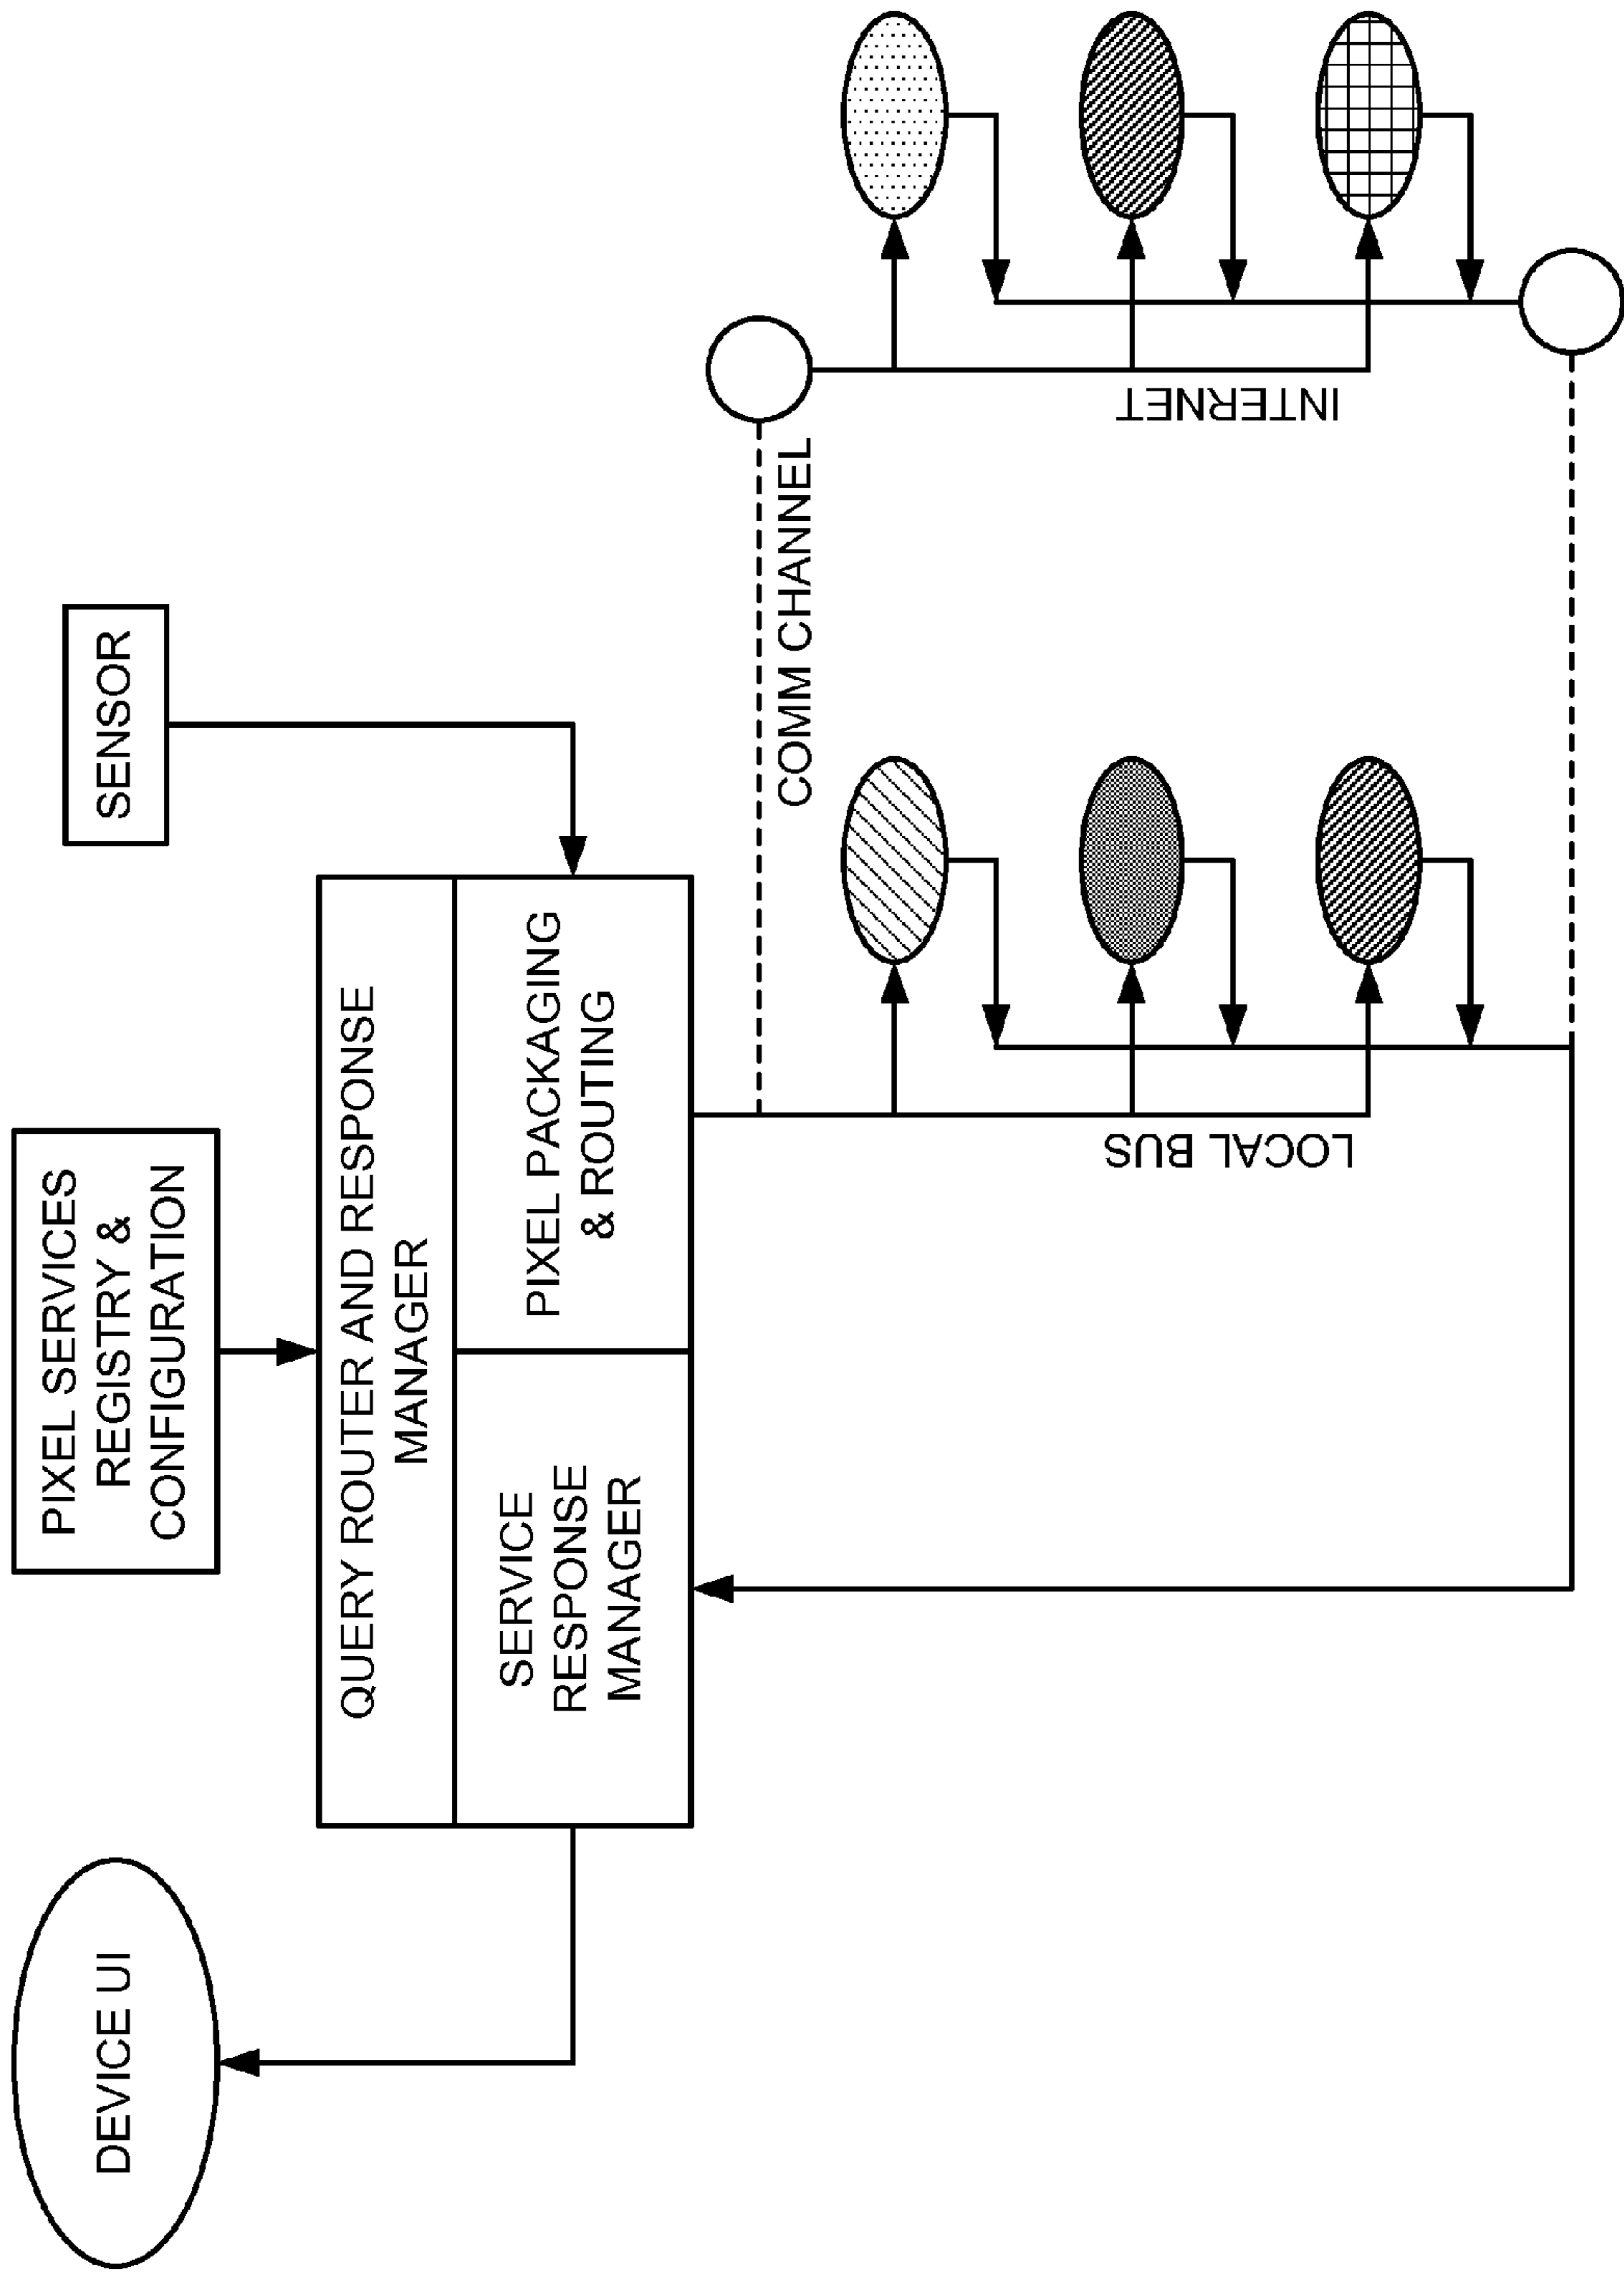 DEVICE UI
PIXEL SERVICES
REGISTRY &
CONFIGURATION
SENSOR
QUERY ROUTER AND RESPONSE
MANAGER
SERVICE
RESPONSE
MANAGER
PIXEL PACKAGING
& ROUTING
COMM CHANNEL
LOCAL BUS
INTERNET